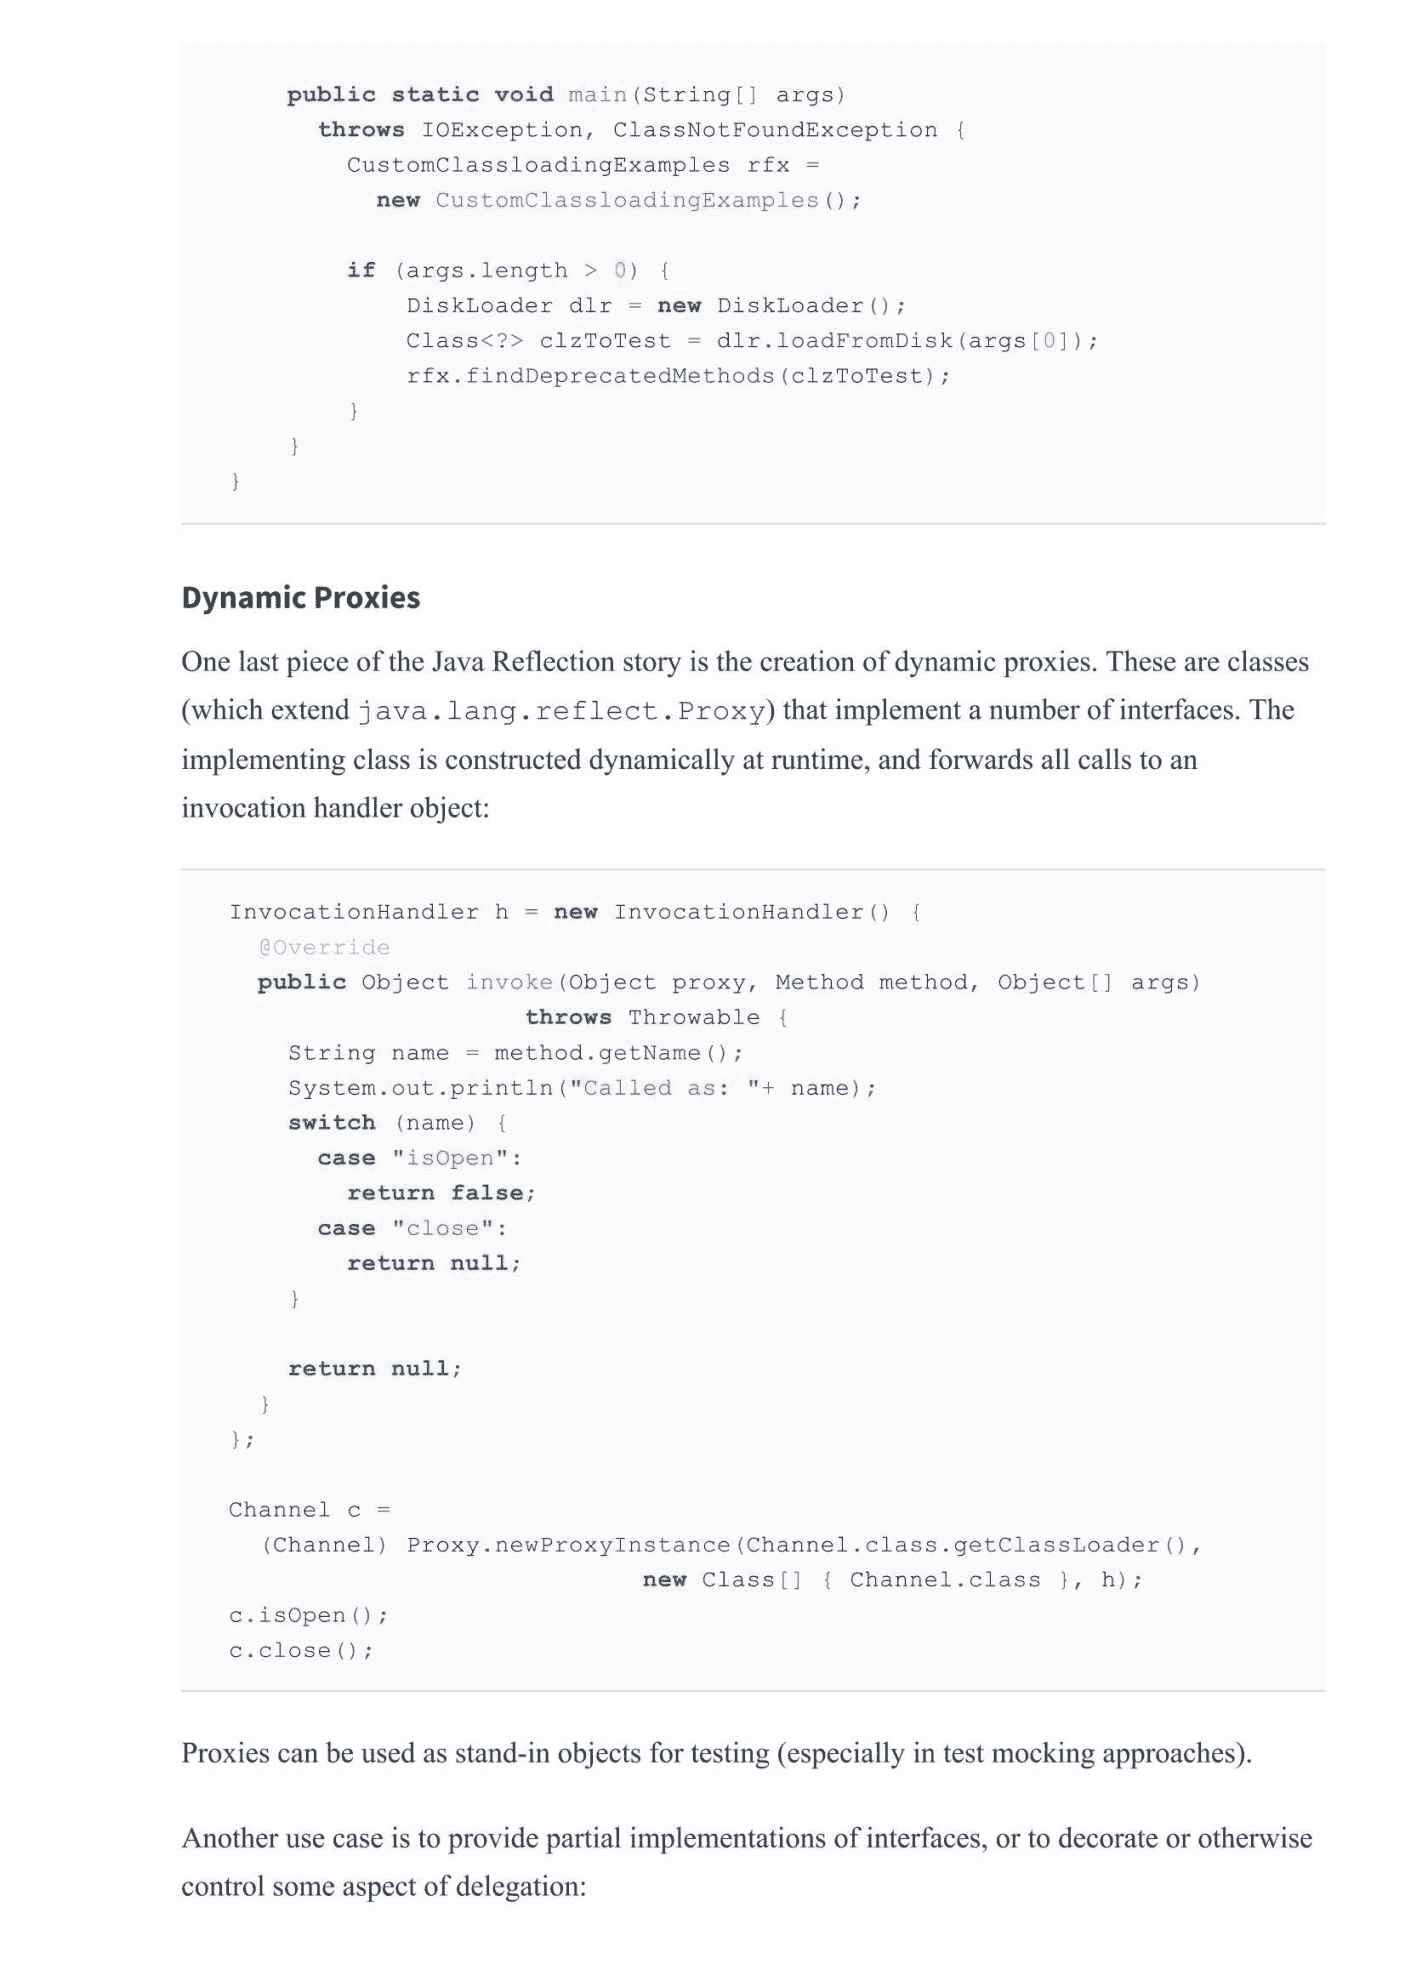 public static void main(String[] args)
throws IOException, ClassNotFoundException {
CustomClassloadingExamples rfx =
new CustomClassloadingExamples();
if (args.length > 0) {
DiskLoader dlr = new DiskLoader();
Class<?> clzToTest = dlr.loadFromDisk(args[0]);
rfx.findDeprecatedMethods(clzToTest);
}
}
}
Dynamic Proxies
One last piece of the Java Reflection story is the creation of dynamic proxies. These are classes
(which extend java.lang.reflect.Proxy) that implement a number of interfaces. The
implementing class is constructed dynamically at runtime, and forwards all calls to an
invocation handler object:
InvocationHandler h = new InvocationHandler() {
@Override
public Object invoke(Object proxy, Method method, Object[] args)
throws Throwable {
String name = method.getName();
System.out.println("Called as: "+ name);
switch (name) {
case "isOpen":
return false;
case "close":
return null;
}
return null;
}
};
Channel c =
(Channel) Proxy.newProxyInstance(Channel.class.getClassLoader(),
new Class[] { Channel.class }, h);
c.isOpen();
c.close();
Proxies can be used as stand-in objects for testing (especially in test mocking approaches).
Another use case is to provide partial implementations of interfaces, or to decorate or otherwise
control some aspect of delegation: